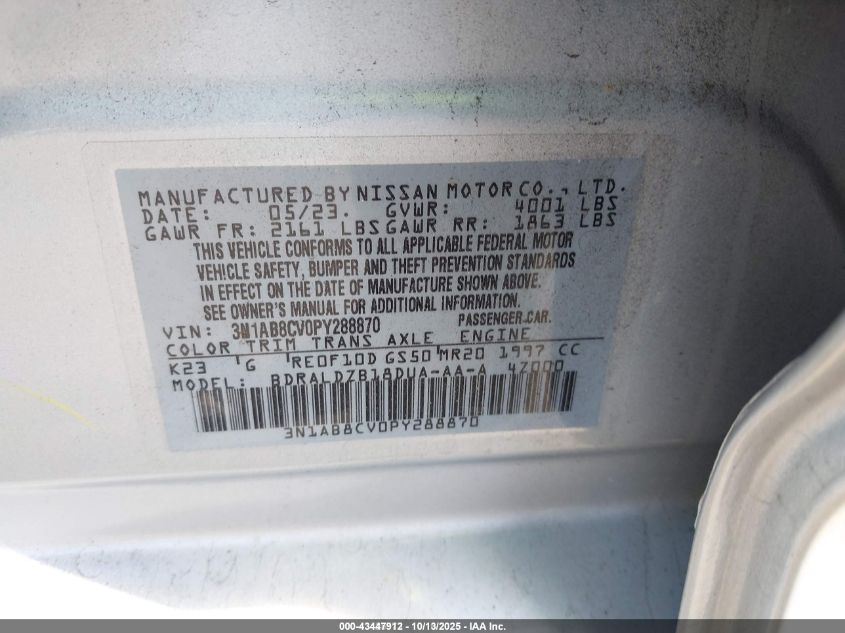 MANUFACTURED BY NISSAN MOTOR CO., LTD.
DATE: 05/23. GVWR: 4001 LBS
GAWR FR: 2161 LBS GAWR RR: 1863 LBS
THIS VEHICLE CONFORMS TO ALL APPLICABLE FEDERAL MOTOR
VEHICLE SAFETY, BUMPER AND THEFT PREVENTION STANDARDS
IN EFFECT ON THE DATE OF MANUFACTURE SHOWN ABOVE.
SEE OWNER'S MANUAL FOR ADDITIONAL INFORMATION.
VIN: 3N1AB8CV0PY288870 PASSENGER CAR.
COLOR TRIM TRANS AXLE ENGINE
K23 G RE0F10D GS50 MR20 1997 CC
MODEL: BDRALDZB18DUA-AA-A 4Z000
3N1AB8CV0PY288870
000-43447912 - 10/13/2025 - IAA Inc.